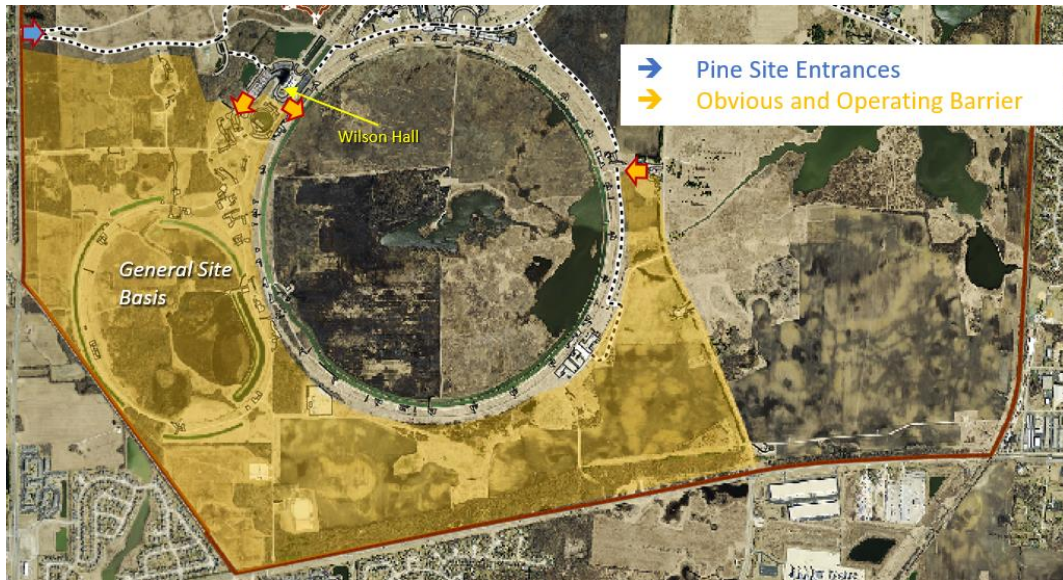 → Pine Site Entrances
→ Obvious and Operating Barrier
Wilson Hall
General Site
Basis